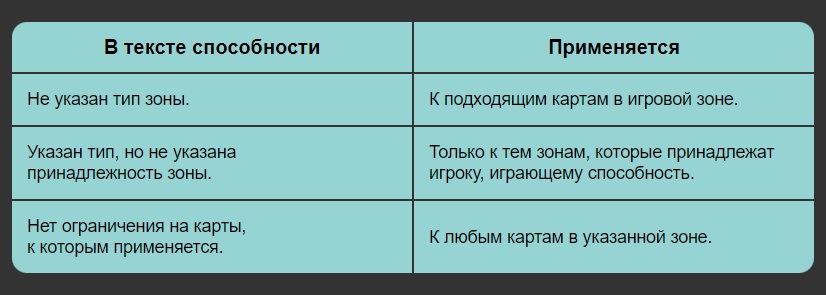 В тексте способности
Применяется
Не указан тип зоны.
К подходящим картам в игровой зоне.
Указан тип, но не указана
принадлежность зоны.
Только к тем зонам, которые принадлежат
игроку, играющему способность.
Нет ограничения на карты,
к которым применяется.
К любым картам в указанной зоне.